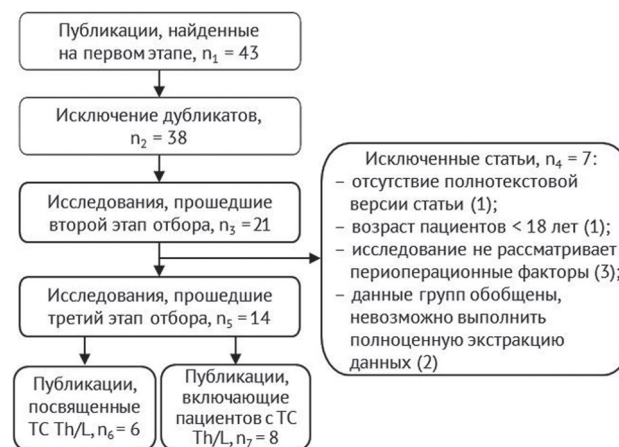 Публикации, найденные
на первом этапе, n₁ = 43
Исключение дубликатов,
n₂ = 38
Исследования, прошедшие
второй этап отбора, n₃ = 21
Исключенные статьи, n₄ = 7:
– отсутствие полнотекстовой
версии статьи (1);
– возраст пациентов < 18 лет (1);
– исследование не рассматривает
периоперационные факторы (3);
– данные групп обобщены,
невозможно выполнить
полноценную экстракцию
данных (2)
Исследования, прошедшие
третий этап отбора, n₅ = 14
Публикации,
посвященные
ТС Th/L, n₆ = 6
Публикации,
включающие
пациентов с ТС
Th/L, n₇ = 8